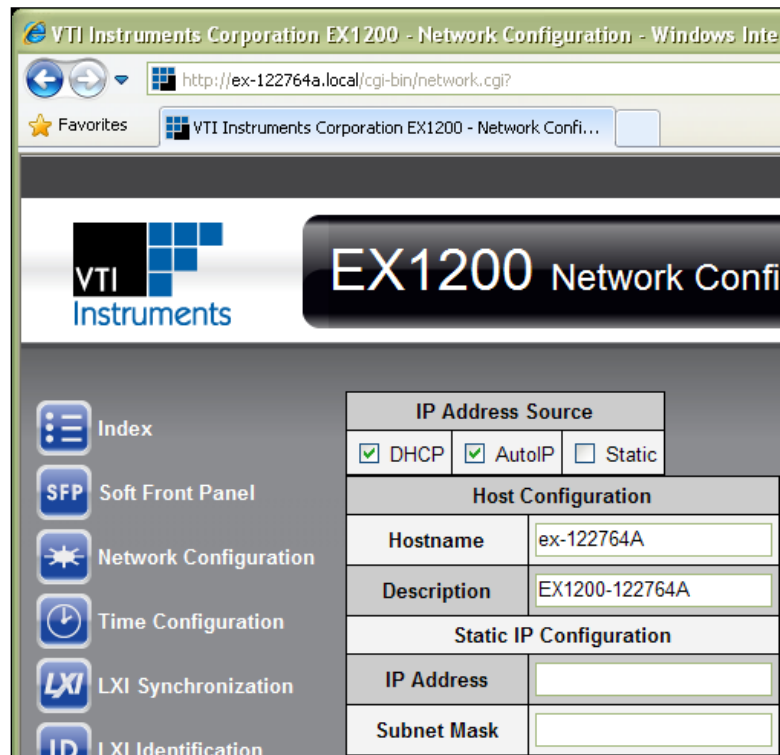 VTI Instruments Corporation EX1200 - Network Configuration - Windows Inte
http://ex-122764a.local/cgi-bin/network.cgi?
Favorites
VTI Instruments Corporation EX1200 - Network Confi...
VTI
Instruments
EX1200 Network Confi
IP Address Source
DHCP AutoIP Static
Index
SFP Soft Front Panel
Network Configuration
Time Configuration
LXI LXI Synchronization
ID LXI Identification
Host Configuration
Hostname ex-122764A
Description EX1200-122764A
Static IP Configuration
IP Address
Subnet Mask